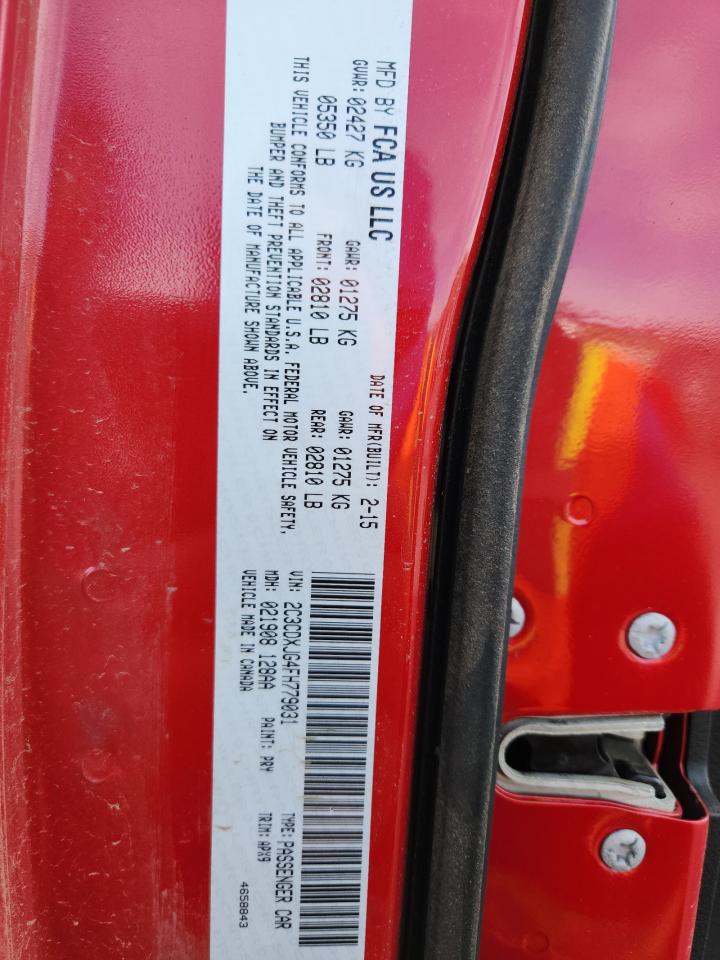 MFD BY FCA US LLC
DATE OF MFR(BUILT): 2-15
GVWR: 02427 KG GAWR: 01275 KG GAWR: 01275 KG
05350 LB FRONT: 02810 LB REAR: 02810 LB
THIS VEHICLE CONFORMS TO ALL APPLICABLE U.S.A. FEDERAL MOTOR VEHICLE SAFETY,
BUMPER AND THEFT PREVENTION STANDARDS IN EFFECT ON
THE DATE OF MANUFACTURE SHOWN ABOVE.
VIN: 2C3CDXJG4FH779031 TYPE: PASSENGER CAR
MDH: 021908 128AA PAINT: PRY TRIM: APX9
VEHICLE MADE IN CANADA
4658843